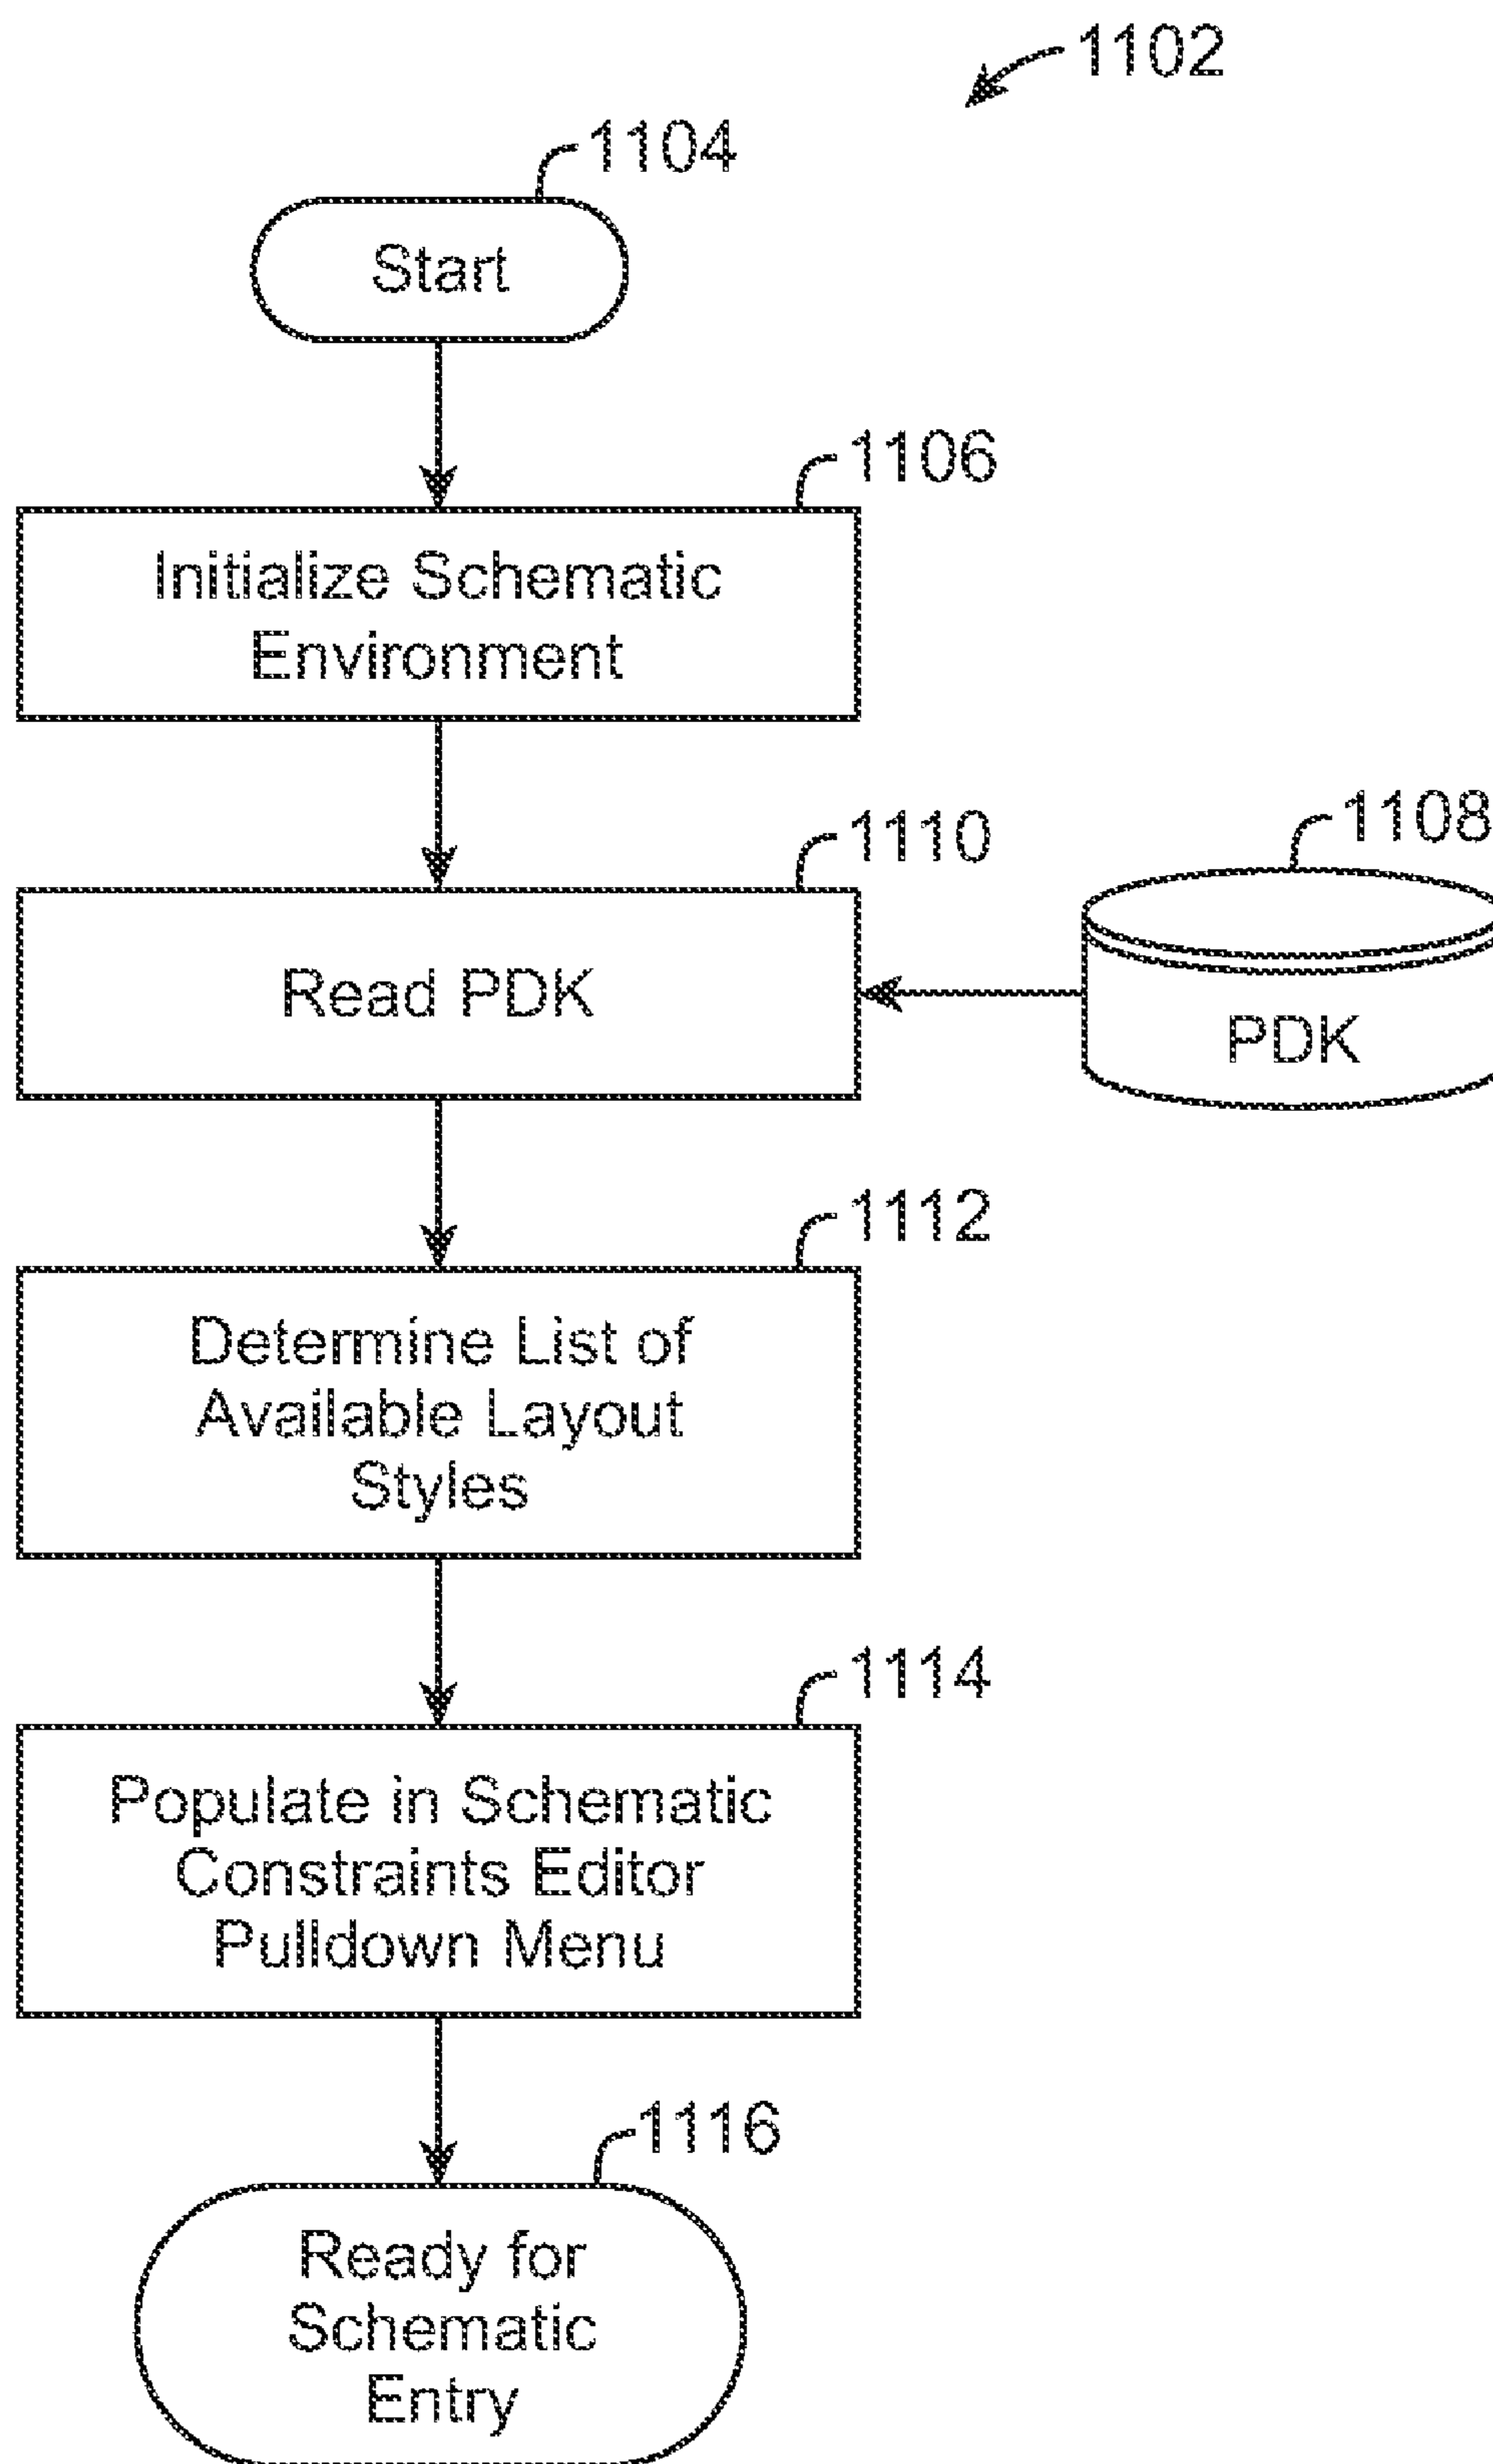 1102
1104
Start
1106
Initialize Schematic
Environment
1110
1108
Read PDK
PDK
1112
Determine List of
Available Layout
Styles
1114
Populate in Schematic
Constraints Editor
Pulldown Menu
1116
Ready for
Schematic
Entry